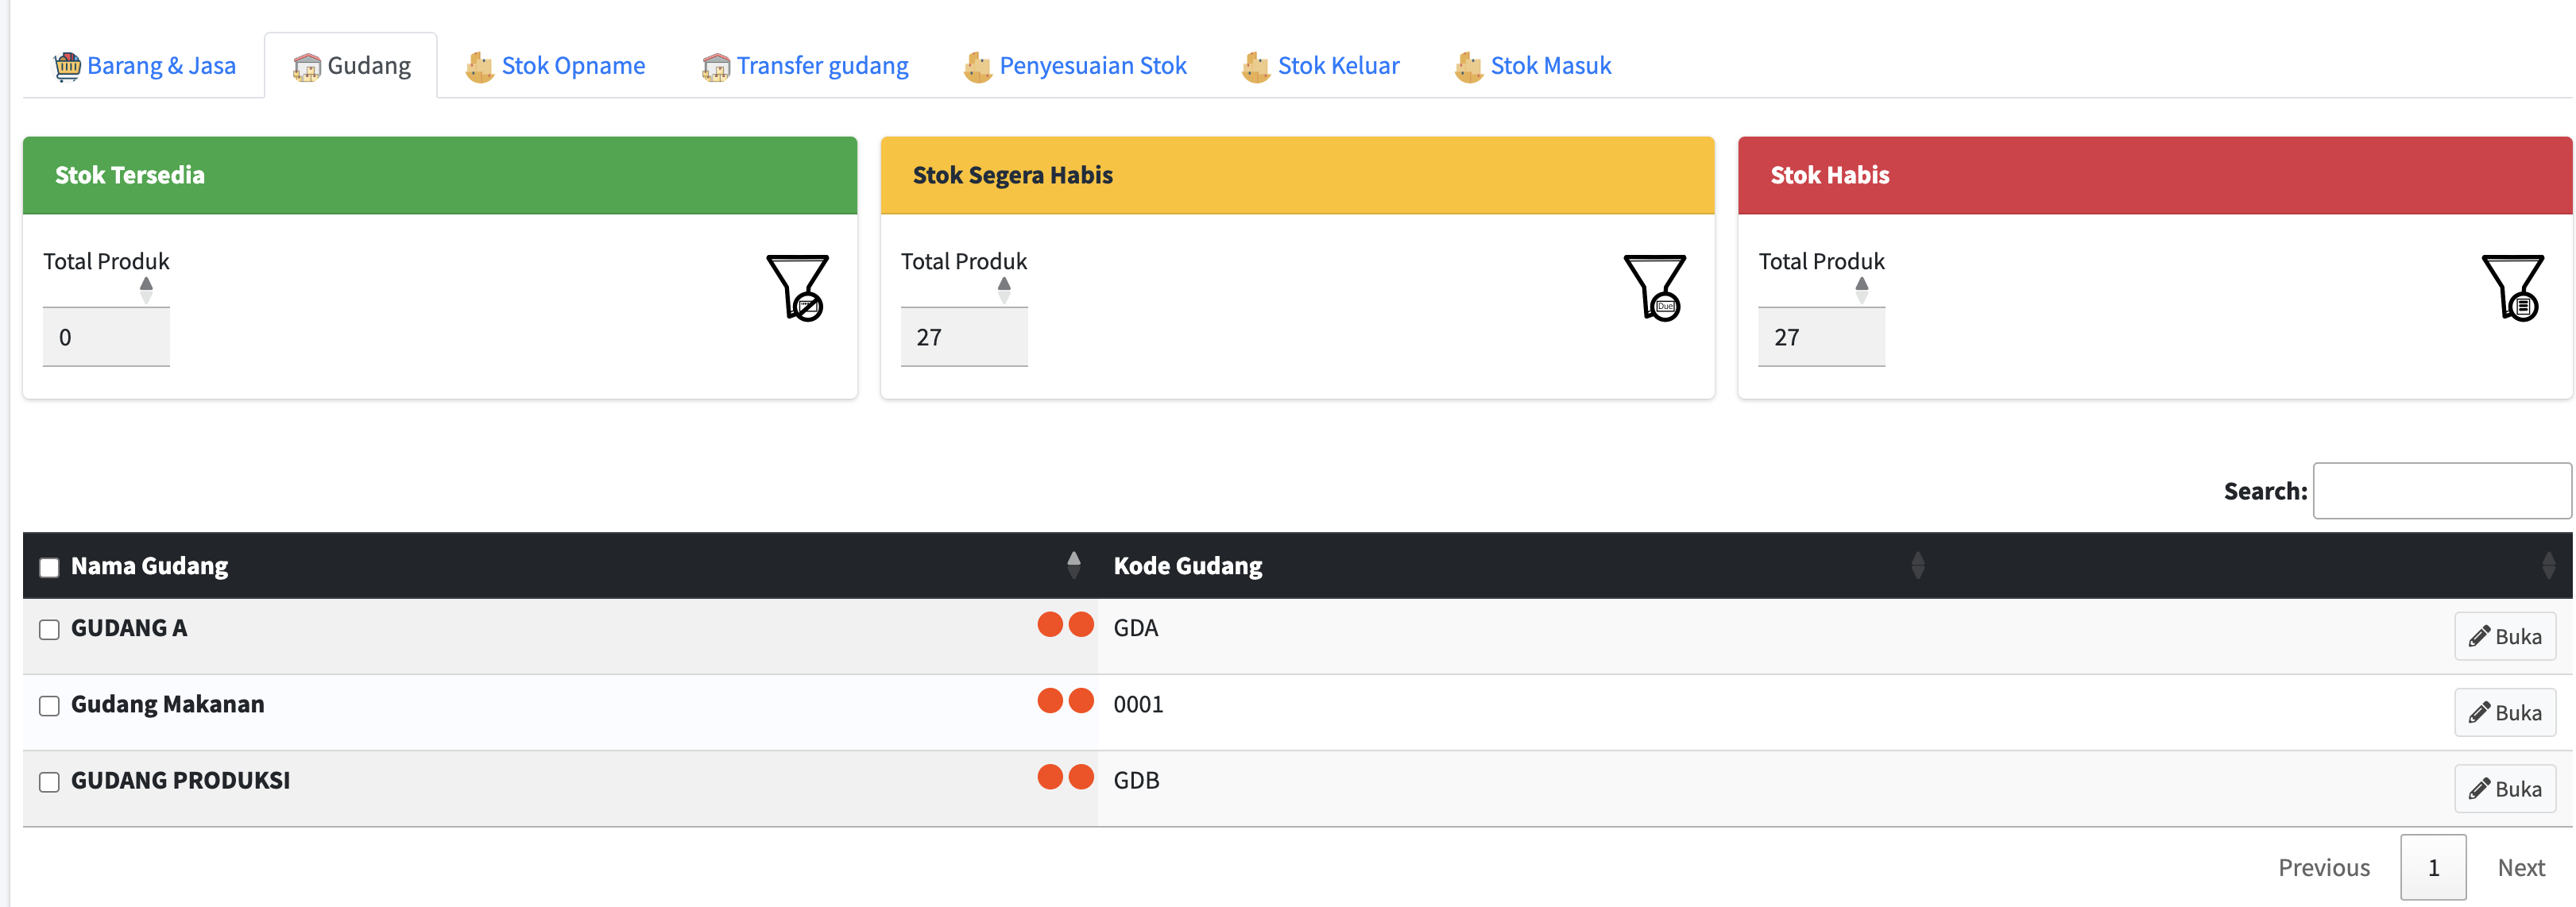 Barang & Jasa Gudang Stok Opname Transfer gudang Penyesuaian Stok Stok Keluar Stok Masuk
Stok Tersedia
Total Produk
0
Stok Segera Habis
Total Produk
27
Due
Stok Habis
Total Produk
27
Search:
Nama Gudang Kode Gudang
GUDANG A GDA Buka
Gudang Makanan 0001 Buka
GUDANG PRODUKSI GDB Buka
Previous 1 Next